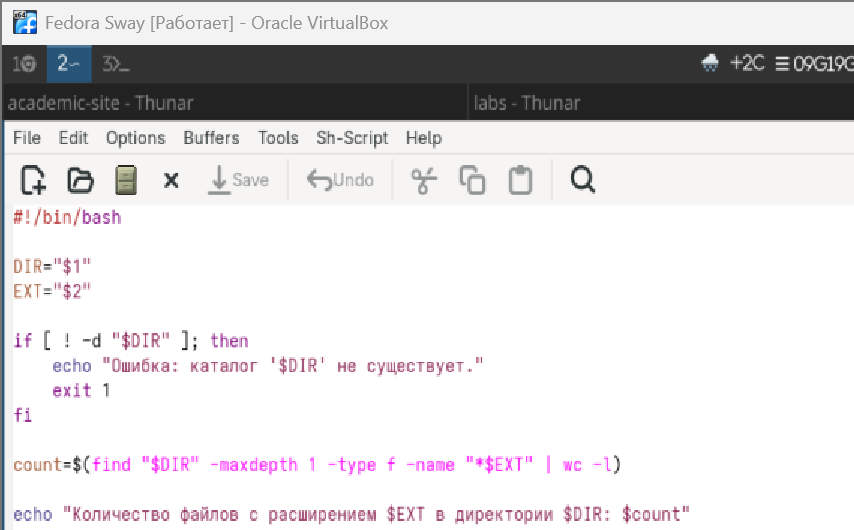 Fedora Sway [Работает] - Oracle VirtualBox
1 2 3 +2C 09G19G
academic-site - Thunar labs - Thunar
File Edit Options Buffers Tools Sh-Script Help
Save Undo
#!/bin/bash
DIR="$1"
EXT="$2"
if [ ! -d "$DIR" ]; then
echo "Ошибка: каталог '$DIR' не существует."
exit 1
fi
count=$(find "$DIR" -maxdepth 1 -type f -name "*$EXT" | wc -l)
echo "Количество файлов с расширением $EXT в директории $DIR: $count"